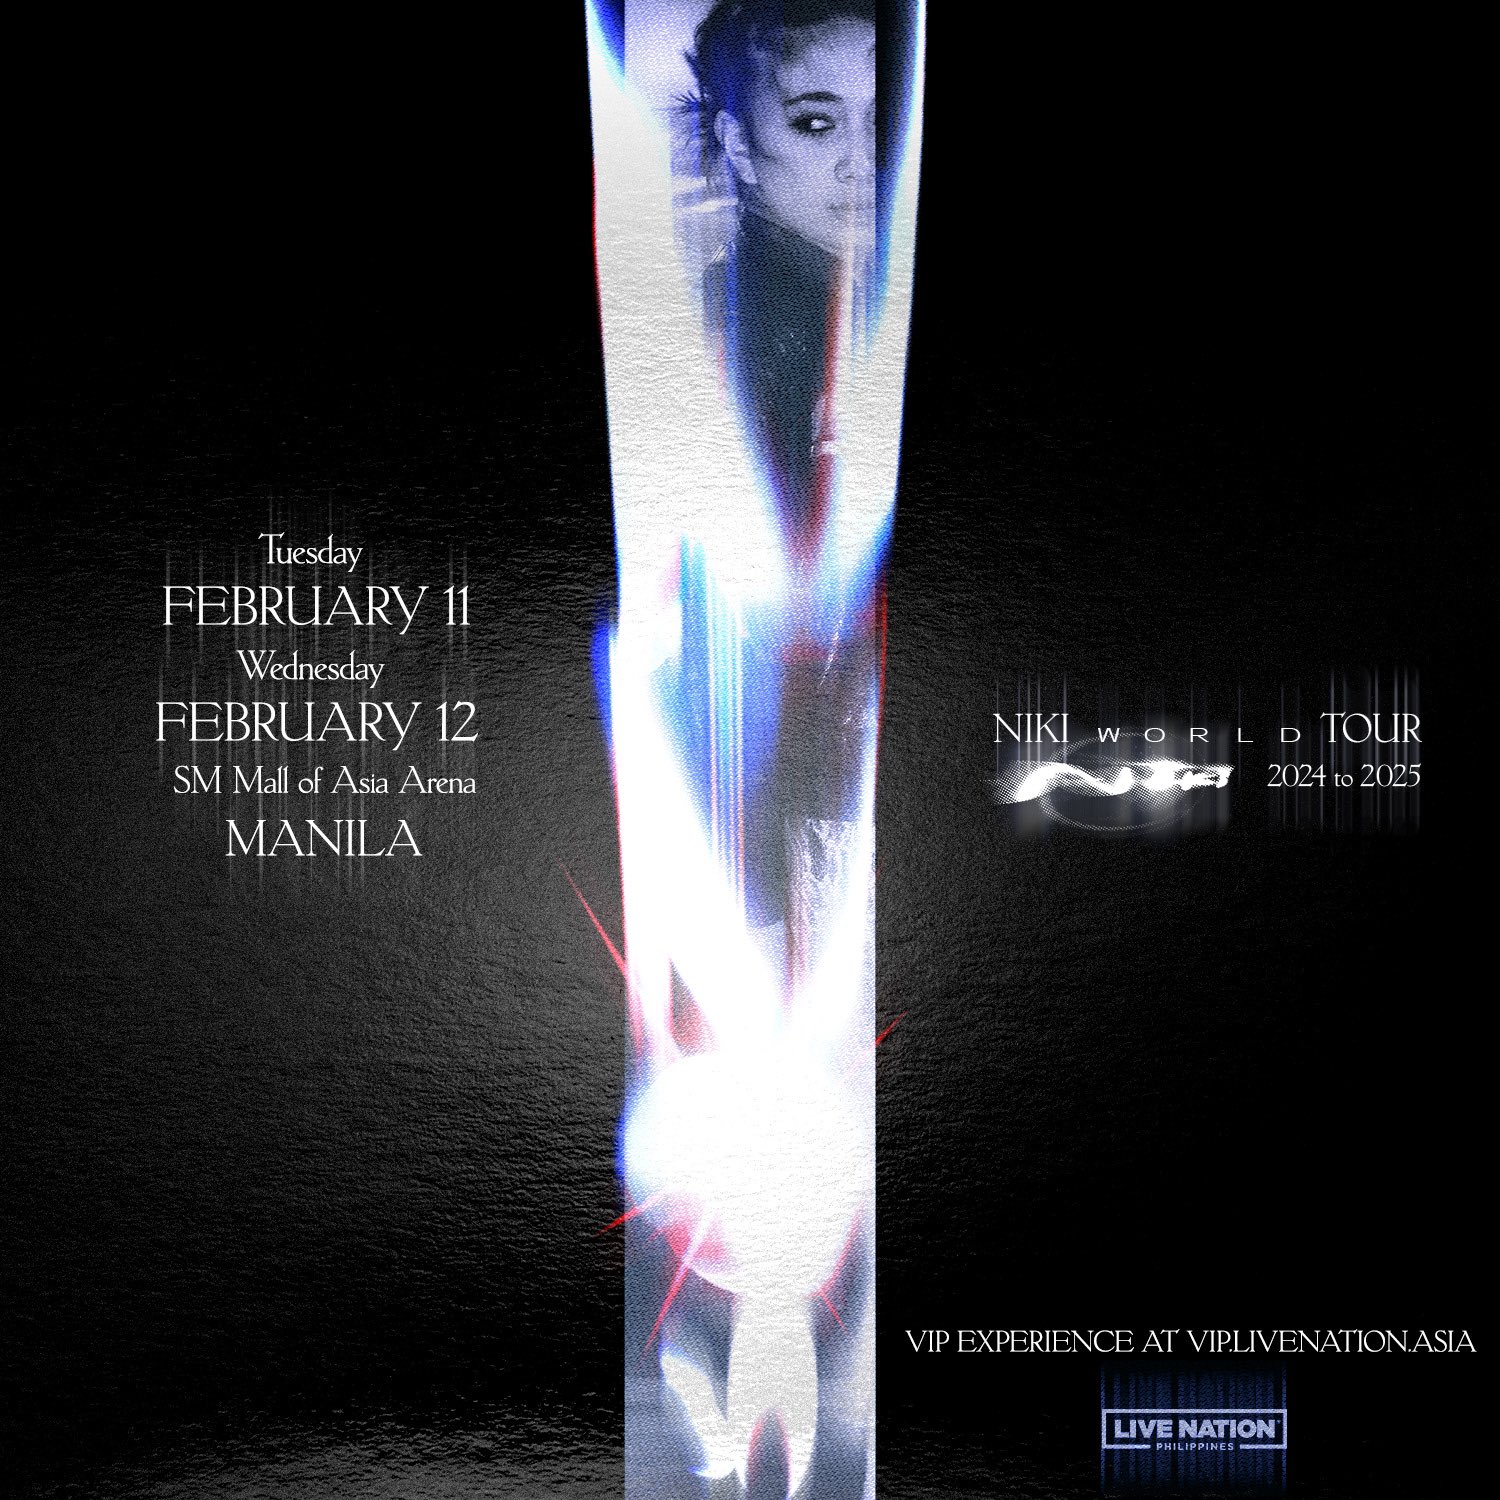 Tuesday
FEBRUARY 11
Wednesday
FEBRUARY 12
SM Mall of Asia Arena
MANILA
NIKI WORLD TOUR
2024 to 2025
VIP EXPERIENCE AT VIP.LIVENATION.ASIA
LIVE NATION
PHILIPPINES